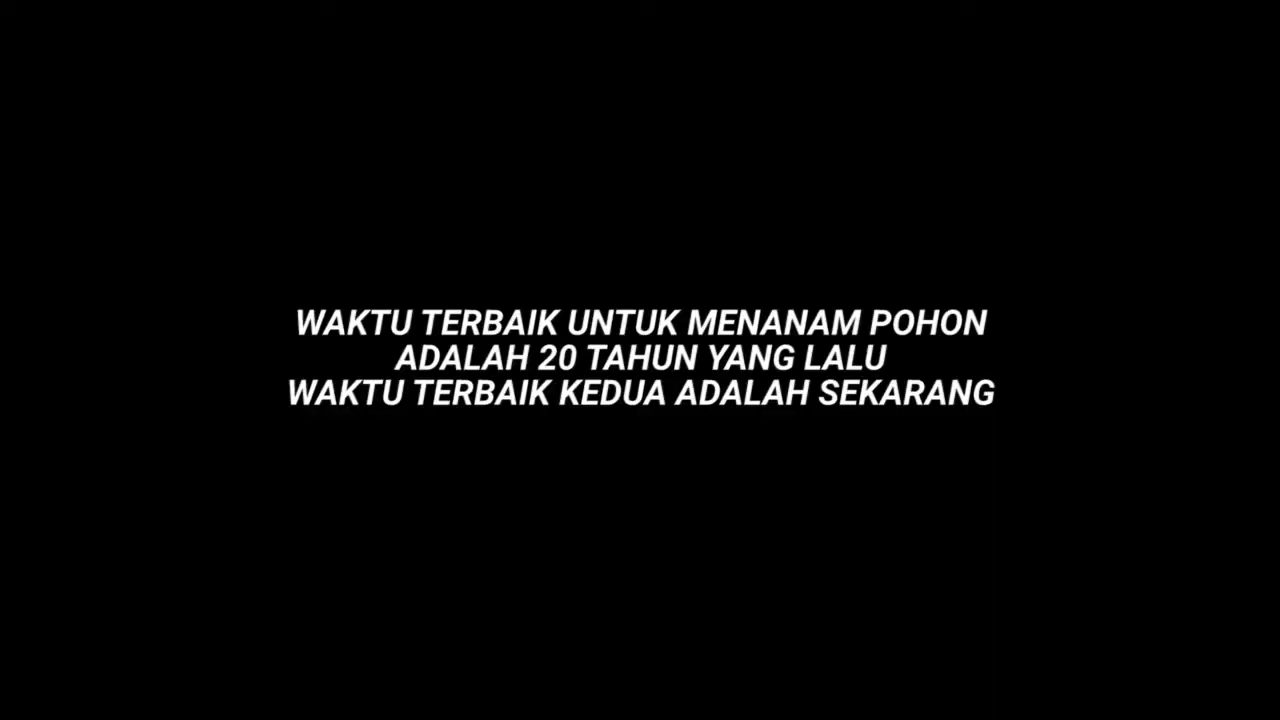 WAKTU TERBAIK UNTUK MENANAM POHON
ADALAH 20 TAHUN YANG LALU
WAKTU TERBAIK KEDUA ADALAH SEKARANG